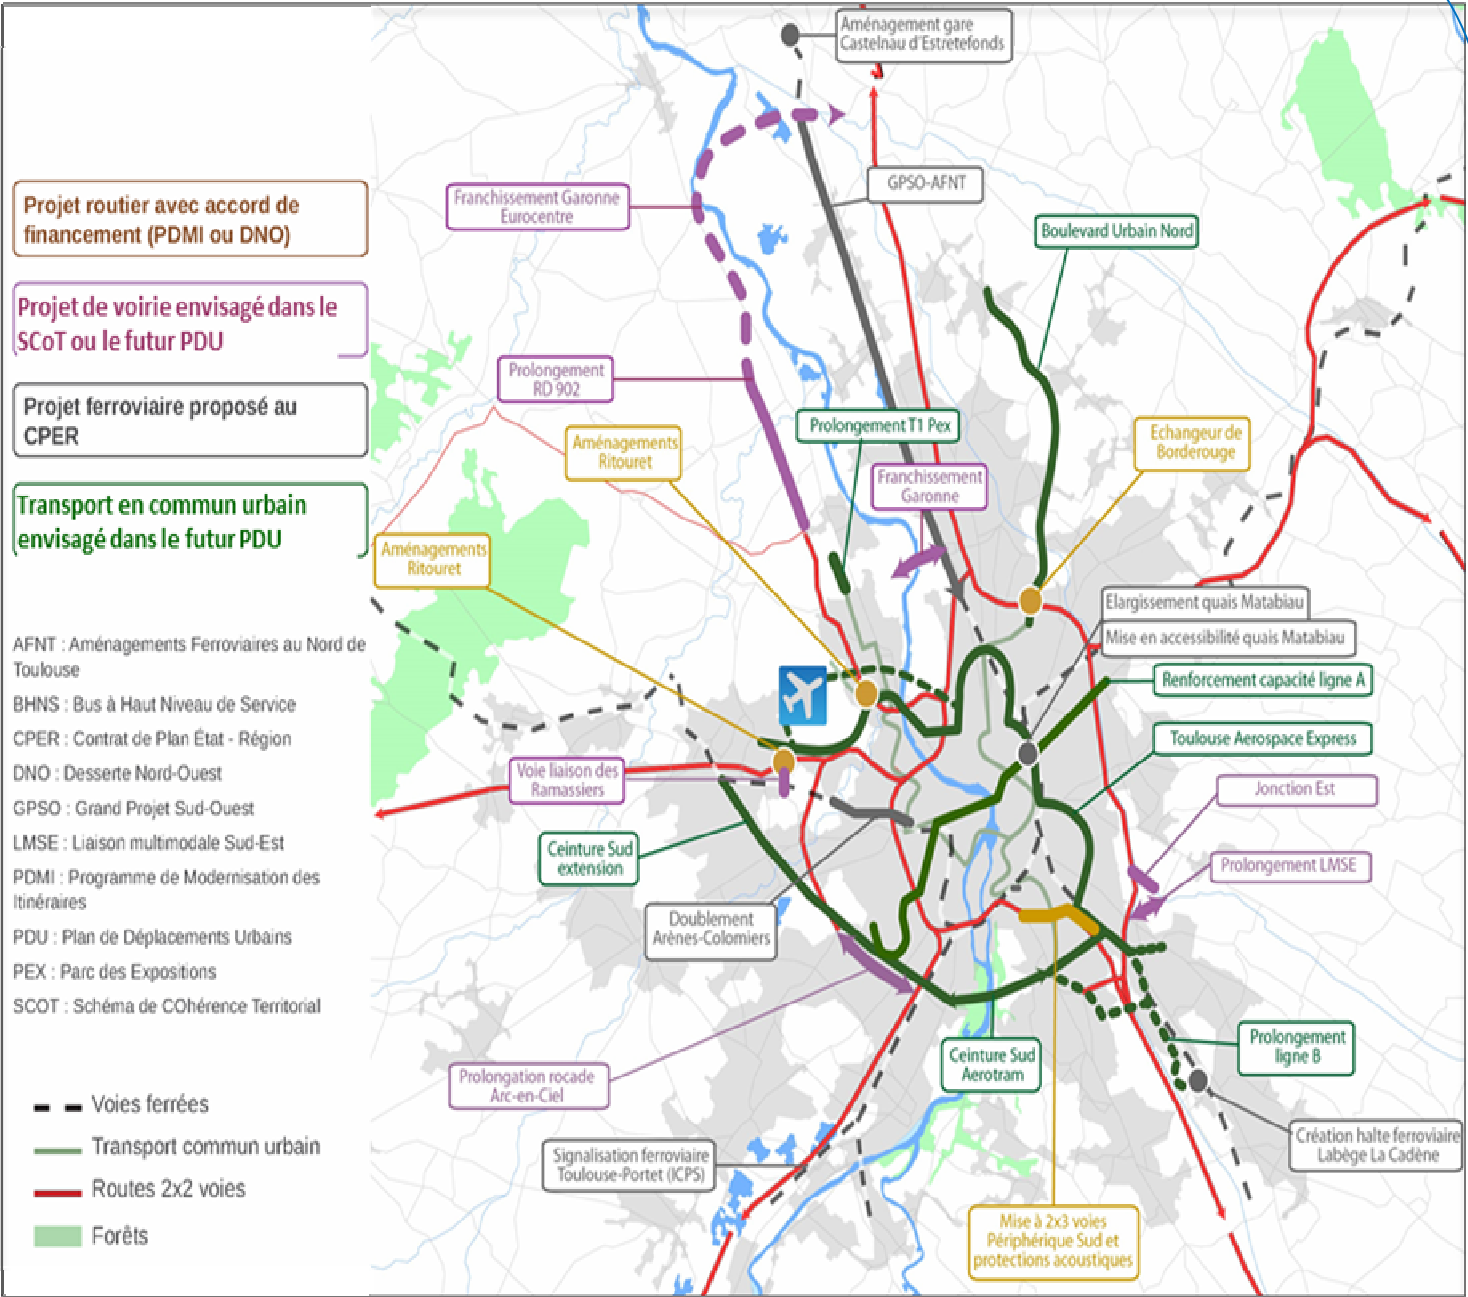 Projet routier avec accord de
financement (PDMI ou DNO)
Projet de voirie envisagé dans le
SCoT ou le futur PDU
Projet ferroviaire proposé au
CPER
Transport en commun urbain
envisagé dans le futur PDU
AFNT : Aménagements Ferroviaires au Nord de
Toulouse
BHNS : Bus à Haut Niveau de Service
CPER : Contrat de Plan État - Région
DNO : Desserte Nord-Ouest
GPSO : Grand Projet Sud-Ouest
LMSE : Liaison multimodale Sud-Est
PDMI : Programme de Modernisation des
Itinéraires
PDU : Plan de Déplacements Urbains
PEX : Parc des Expositions
SCOT : Schéma de COhérence Territorial
Voies ferrées
Transport commun urbain
Routes 2x2 voies
Forêts
Aménagement gare
Castelnau d'Estretefonds
GPSO-AFNT
Franchissement Garonne
Eurocentre
Boulevard Urbain Nord
Prolongement
RD 902
Prolongement T1 Pex
Aménagements
Ritouret
Echangeur de
Borderouge
Franchissement
Garonne
Aménagements
Ritouret
Elargissement quais Matabiau
Mise en accessibilité quais Matabiau
Renforcement capacité ligne A
Toulouse Aerospace Express
Voie liaison des
Ramassiers
Jonction Est
Ceinture Sud
extension
Prolongement LMSE
Doublement
Arènes-Colomiers
Prolongement
ligne B
Ceinture Sud
Aerotram
Prolongation rocade
Arc-en-Ciel
Création halte ferroviaire
Labège La Cadène
Signalisation ferroviaire
Toulouse-Portet (ICPS)
Mise à 2x3 voies
Périphérique Sud et
protections acoustiques